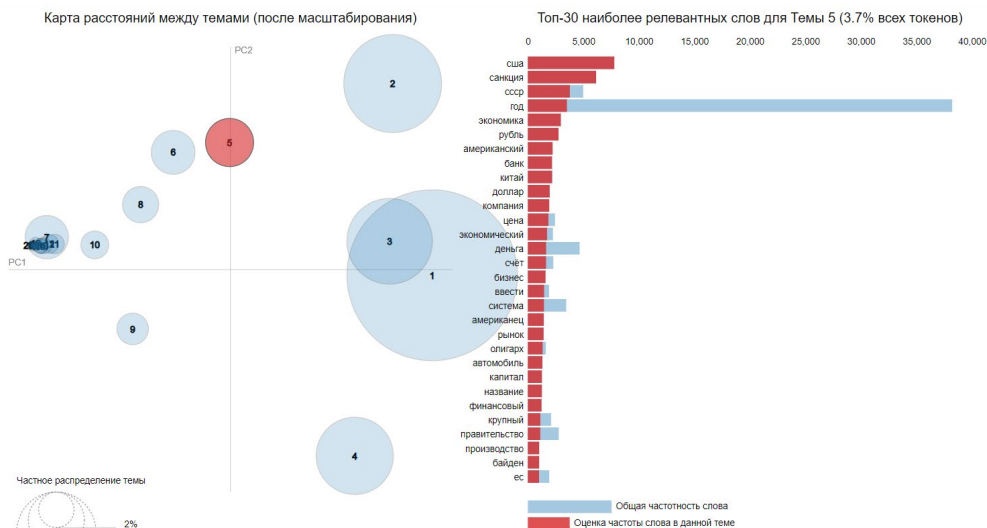 Карта расстояний между темами (после масштабирования)
PC2
2
5
6
8
7
3
10
1
PC1
9
4
Частное распределение темы
2%
Топ-30 наиболее релевантных слов для Темы 5 (3.7% всех токенов)
0 5,000 10,000 15,000 20,000 25,000 30,000 35,000 40,000
сша
санкция
ссср
год
экономика
рубль
американский
банк
китай
доллар
компания
цена
экономический
деньга
счёт
бизнес
ввести
система
американец
рынок
олигарх
автомобиль
капитал
название
финансовый
крупный
правительство
производство
байден
ес
Общая частотность слова
Оценка частоты слова в данной теме